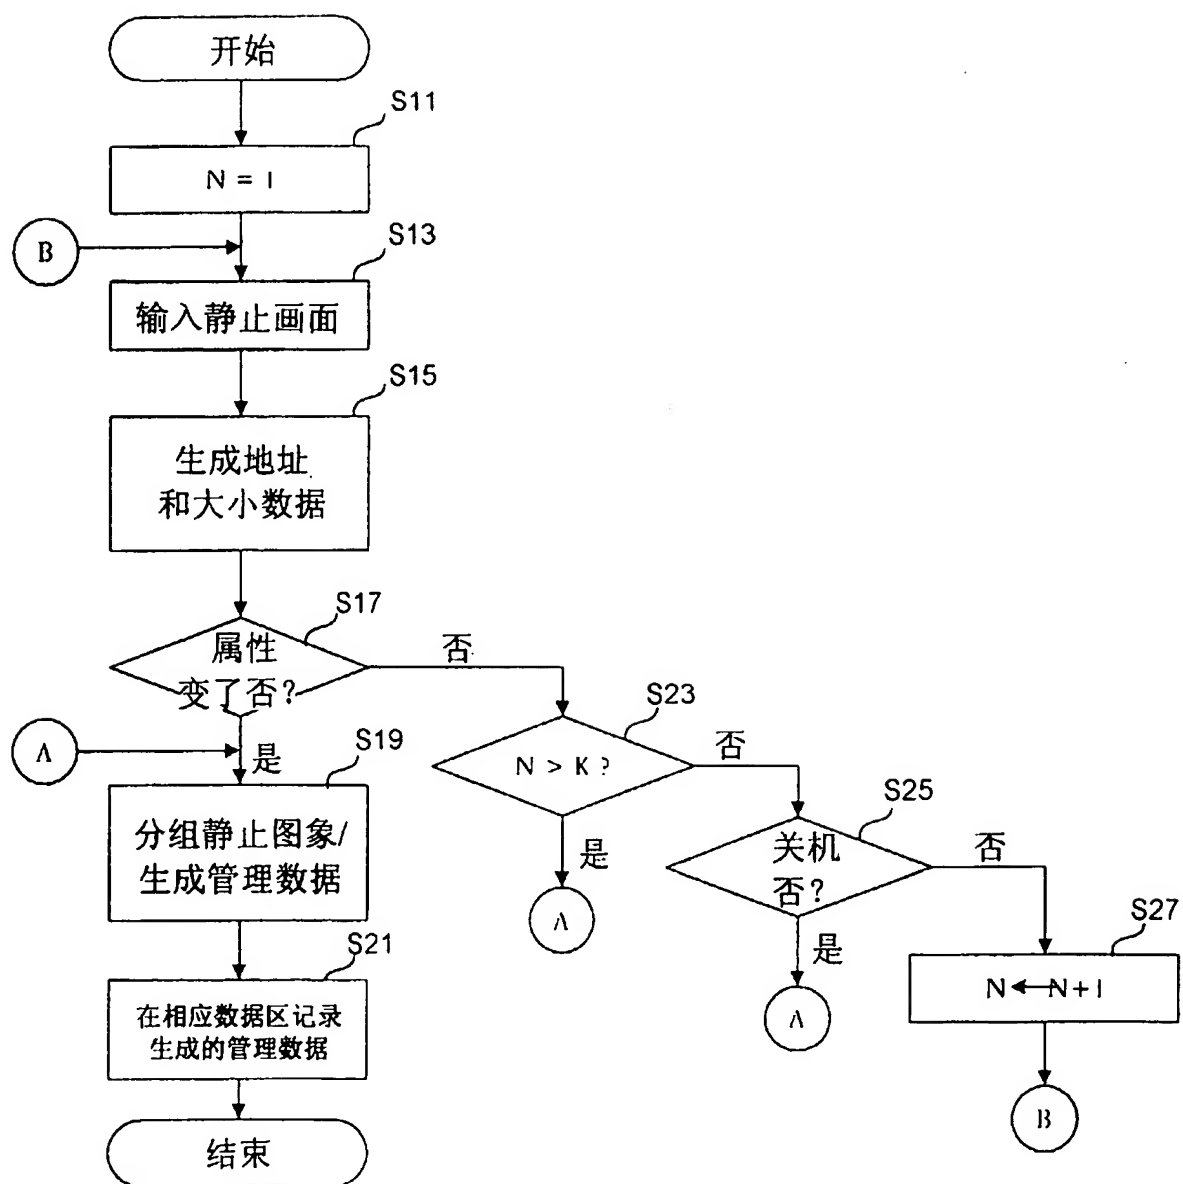 开始
S11
N = 1
B
S13
输入静止画面
S15
生成地址
和大小数据
S17
属性
变了否?
否
A
是
S19
分组静止图象/
生成管理数据
S21
在相应数据区记录
生成的管理数据
结束
S23
N > K ?
否
是
A
S25
关机
否?
否
是
A
S27
N←N+1
B